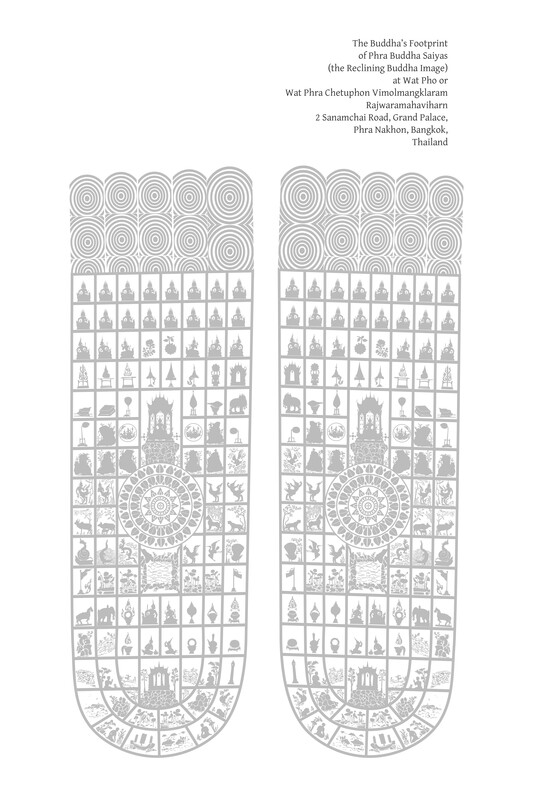 The Buddha's Footprint
of Phra Buddha Saiyas
(the Reclining Buddha Image)
at Wat Pho or
Wat Phra Chetuphon Vimolmangklaram
Rajwaramahaviharn
2 Sanamchai Road, Grand Palace,
Phra Nakhon, Bangkok,
Thailand